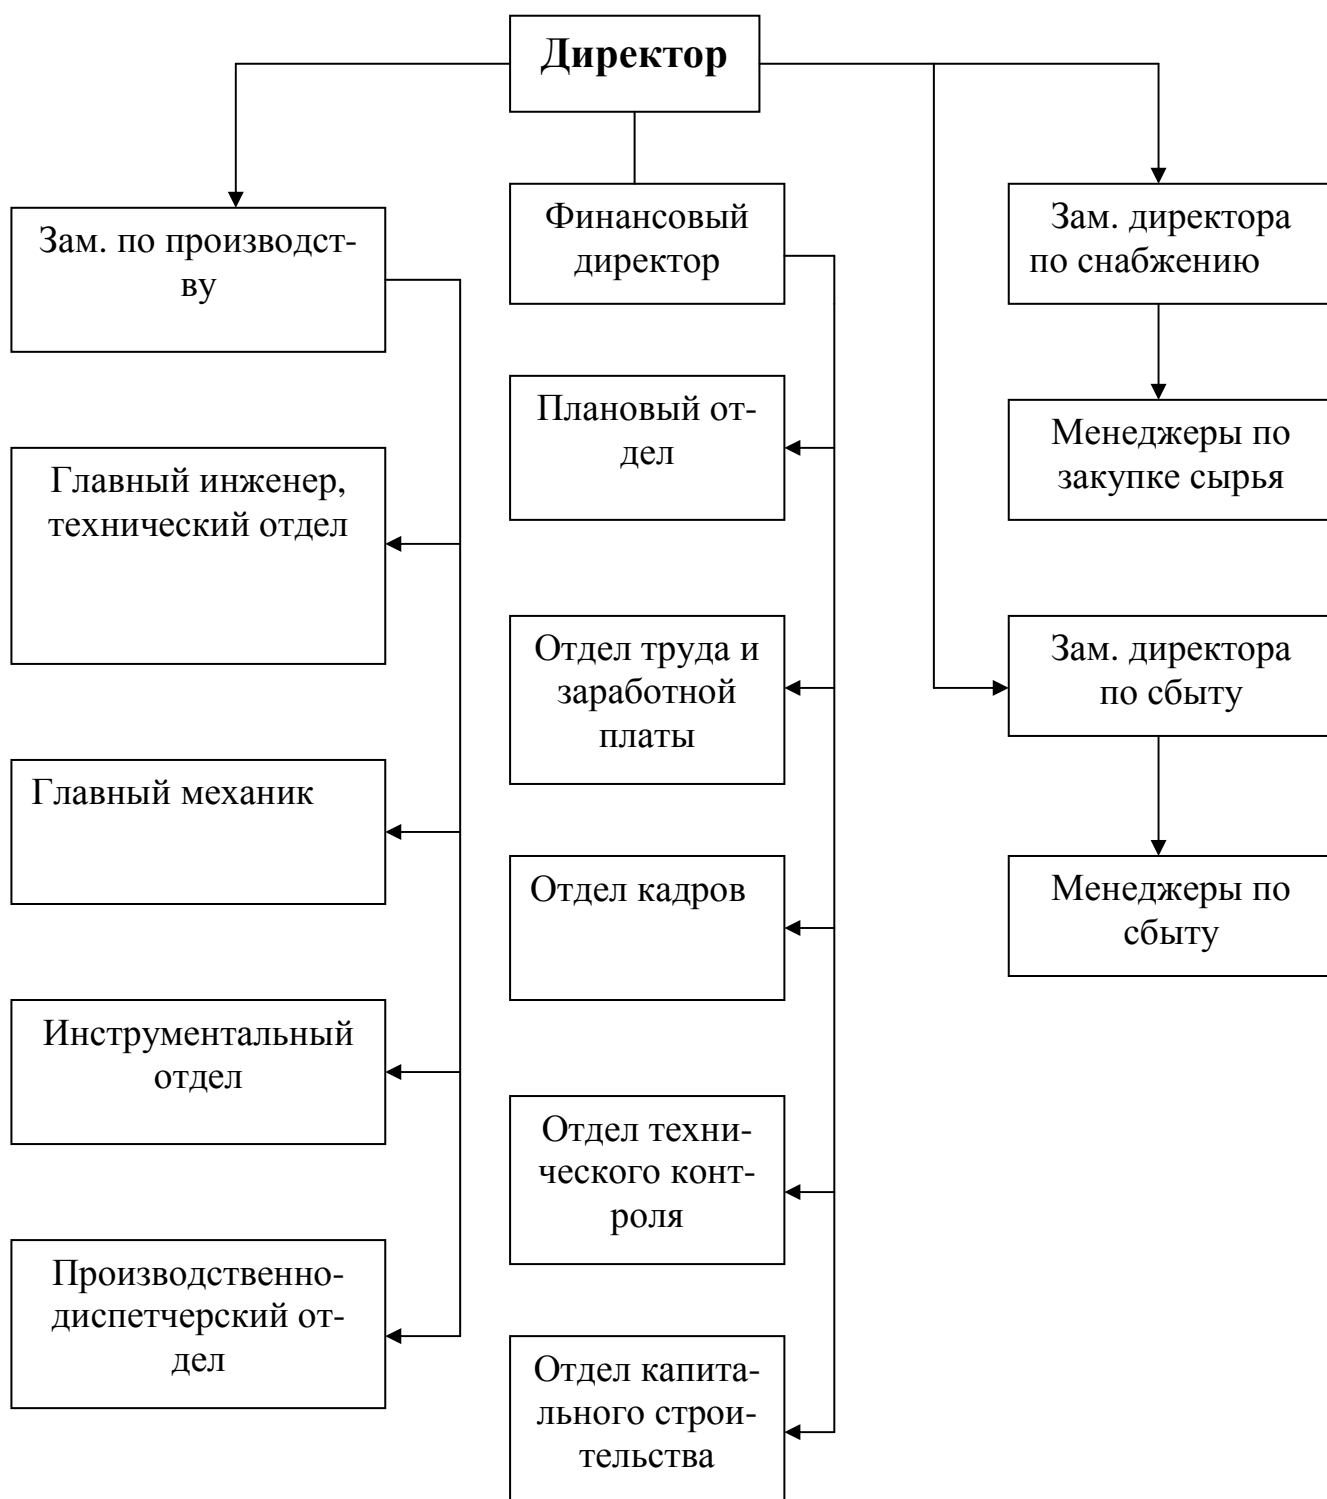 Директор
Зам. по производст-
ву
Финансовый
директор
Зам. директора
по снабжению
Плановый от-
дел
Менеджеры по
закупке сырья
Главный инженер,
технический отдел
Отдел труда и
заработной
платы
Зам. директора
по сбыту
Главный механик
Отдел кадров
Менеджеры по
сбыту
Инструментальный
отдел
Отдел техни-
ческого конт-
роля
Производственно-
диспетчерский от-
дел
Отдел капита-
льного строи-
тельства